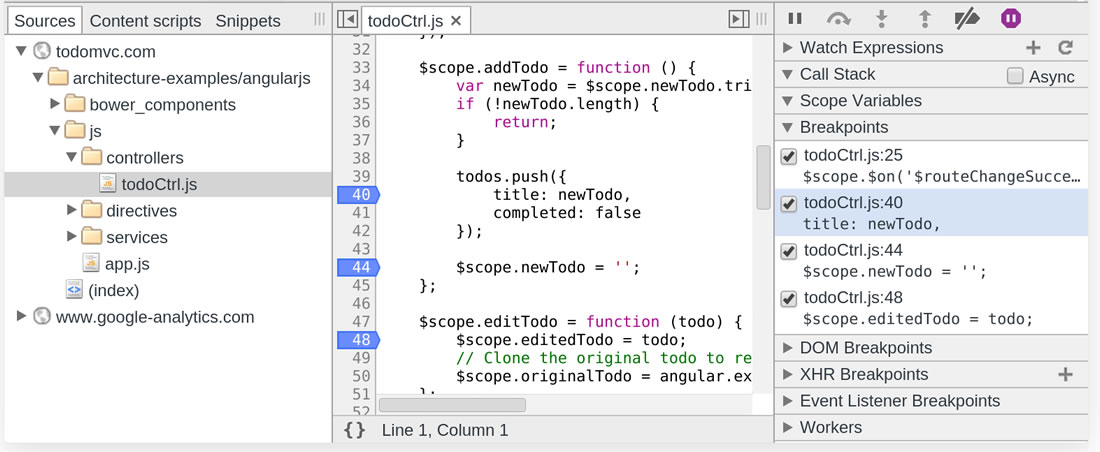 Sources Content scripts Snippets
todomvc.com
architecture-examples/angularjs
bower_components
js
controllers
todoCtrl.js
directives
services
app.js
(index)
www.google-analytics.com
todoCtrl.js ×
32
33 $scope.addTodo = function () {
34 var newTodo = $scope.newTodo.tri
35 if (!newTodo.length) {
36 return;
37 }
38
39 todos.push({
40 title: newTodo,
41 completed: false
42 });
43
44 $scope.newTodo = '';
45 };
46
47 $scope.editTodo = function (todo) {
48 $scope.editedTodo = todo;
49 // Clone the original todo to re
50 $scope.originalTodo = angular.ex
51 };
52
{} Line 1, Column 1
Watch Expressions
Call Stack Async
Scope Variables
Breakpoints
todoCtrl.js:25
$scope.$on('$routeChangeSucce…
todoCtrl.js:40
title: newTodo,
todoCtrl.js:44
$scope.newTodo = '';
todoCtrl.js:48
$scope.editedTodo = todo;
DOM Breakpoints
XHR Breakpoints
Event Listener Breakpoints
Workers